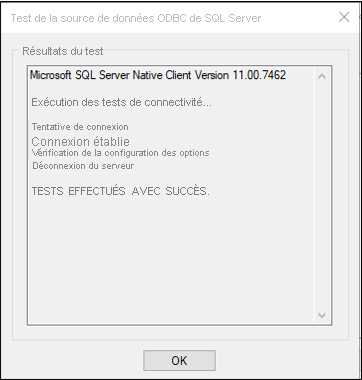 Test de la source de données ODBC de SQL Server
Résultats du test
Microsoft SQL Server Native Client Version 11.00.7462
Exécution des tests de connectivité...
Tentative de connexion
Connexion établie
Vérification de la configuration des options
Déconnexion du serveur
TESTS EFFECTUÉS AVEC SUCCÈS.
OK